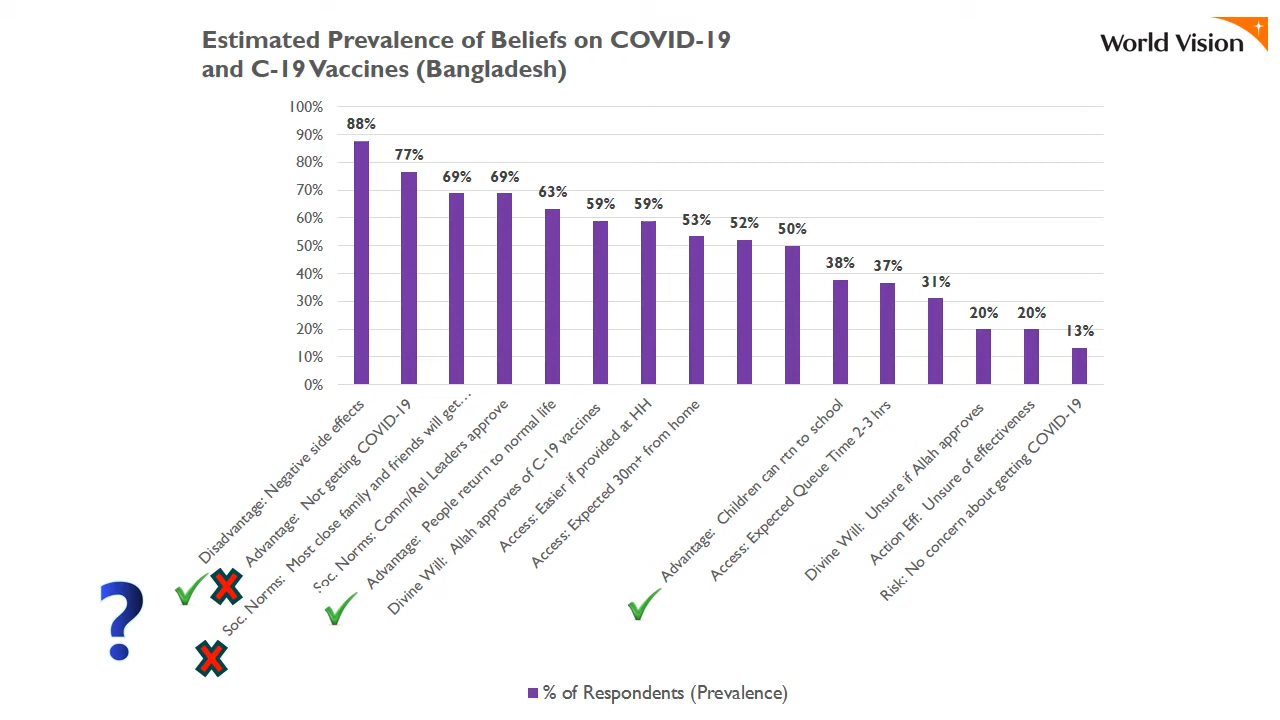 Estimated Prevalence of Beliefs on COVID-19
and C-19 Vaccines (Bangladesh)
World Vision
100%
90%
80%
70%
60%
50%
40%
30%
20%
10%
0%
88%
77%
69%
69%
63%
59%
59%
53%
52%
50%
38%
37%
31%
20%
20%
13%
Disadvantage: Negative side effects
Advantage: Not getting COVID-19
Soc. Norms: Most close family and friends will get…
Soc. Norms: Comm/Rel Leaders approve
Advantage: People return to normal life
Divine Will: Allah approves of C-19 vaccines
Access: Easier if provided at HH
Access: Expected 30m+ from home
Advantage: Children can rtn to school
Access: Expected Queue Time 2-3 hrs
Divine Will: Unsure if Allah approves
Action Eff: Unsure of effectiveness
Risk: No concern about getting COVID-19
?
% of Respondents (Prevalence)